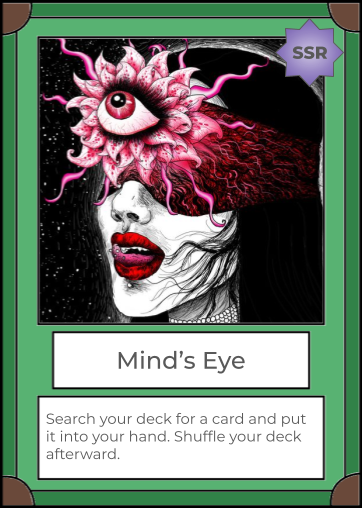 SSR
Mind’s Eye
Search your deck for a card and put
it into your hand. Shuffle your deck
afterward.